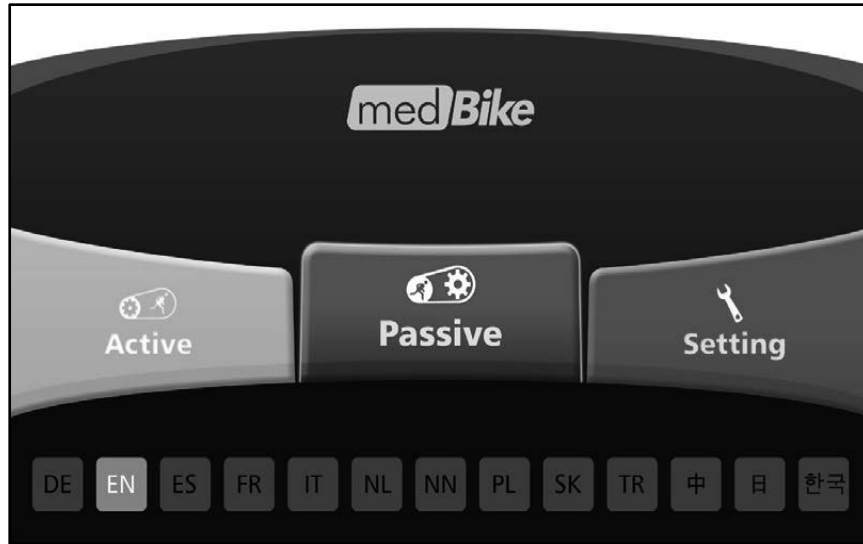 medBike
Active
Passive
Setting
DE EN ES FR IT NL NN PL SK TR 中 日 한국